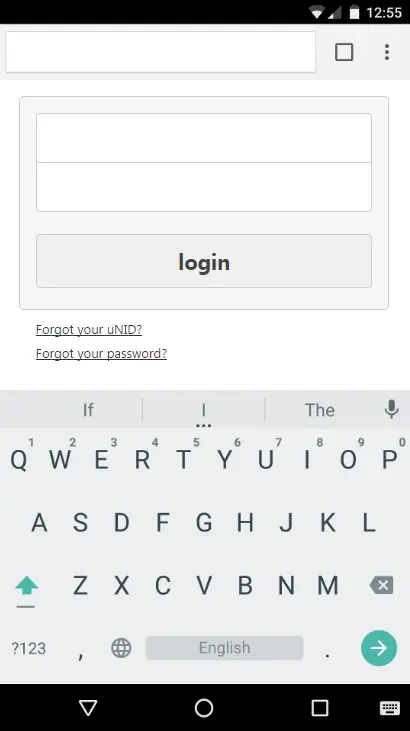 12:55
login
Forgot your uNID?
Forgot your password?
If I The
1 2 3 4 5 6 7 8 9 0
Q W E R T Y U I O P
A S D F G H J K L
Z X C V B N M
?123 , English .